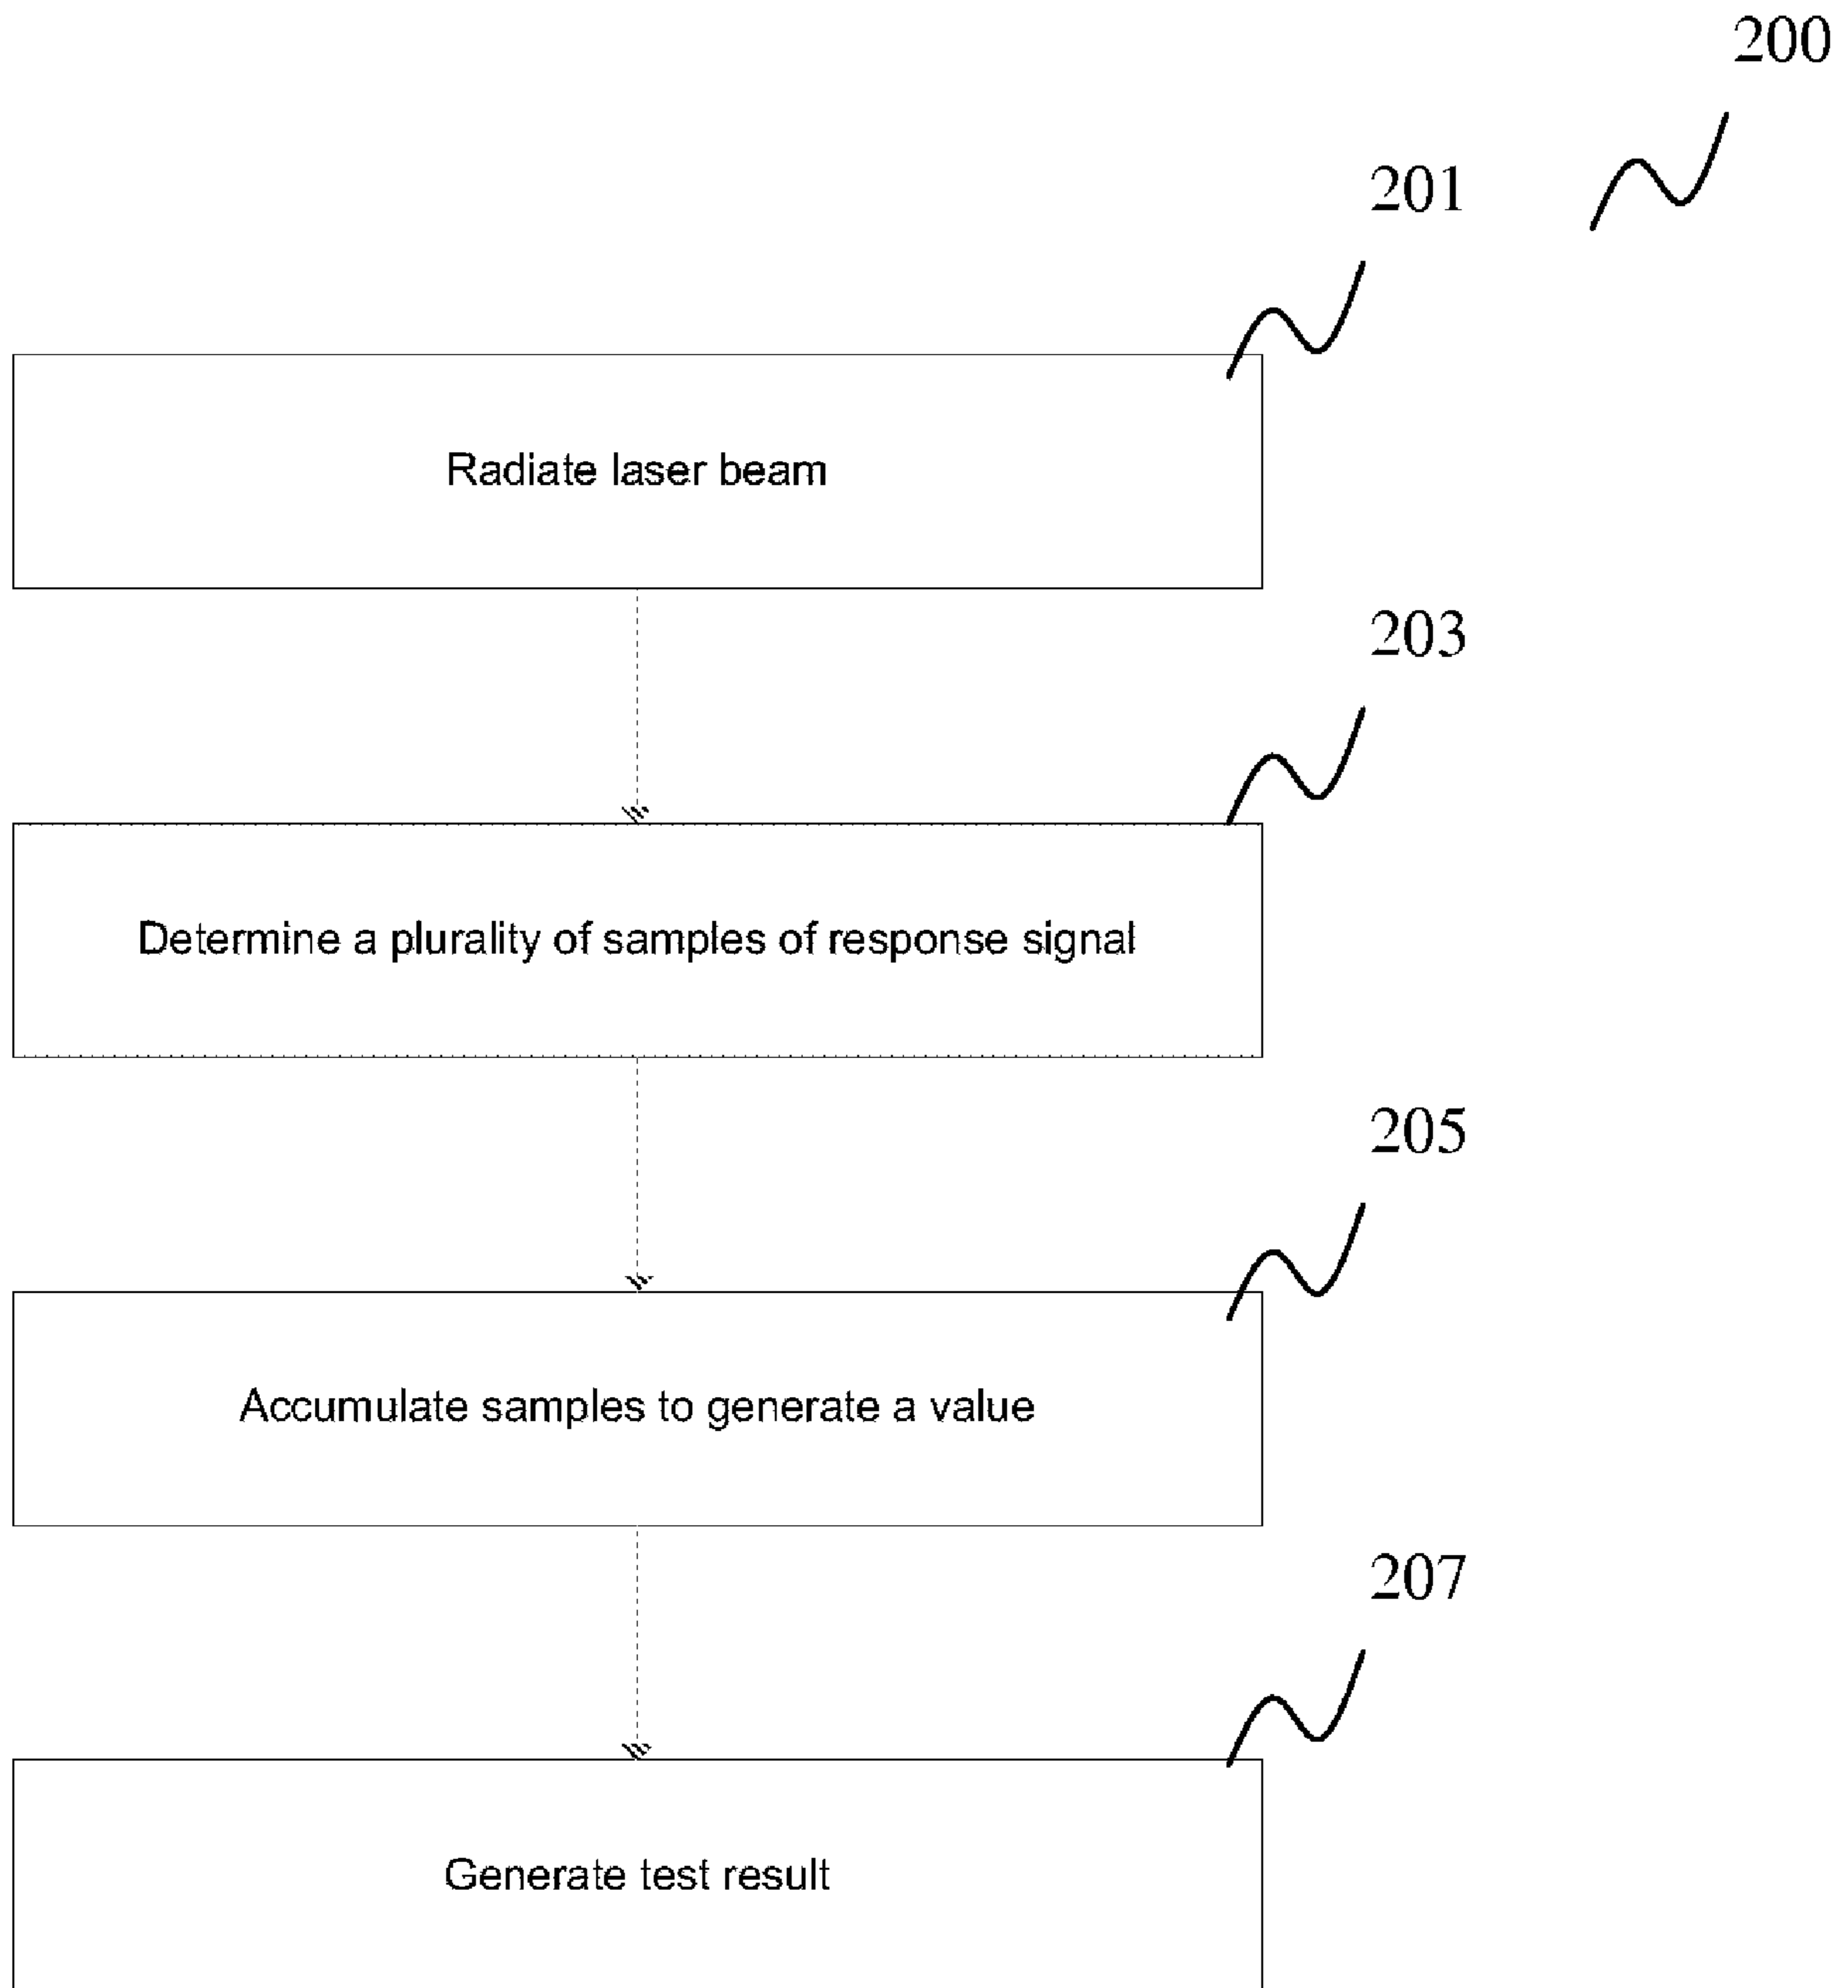 200
201
Radiate laser beam
203
Determine a plurality of samples of response signal
205
Accumulate samples to generate a value
207
Generate test result